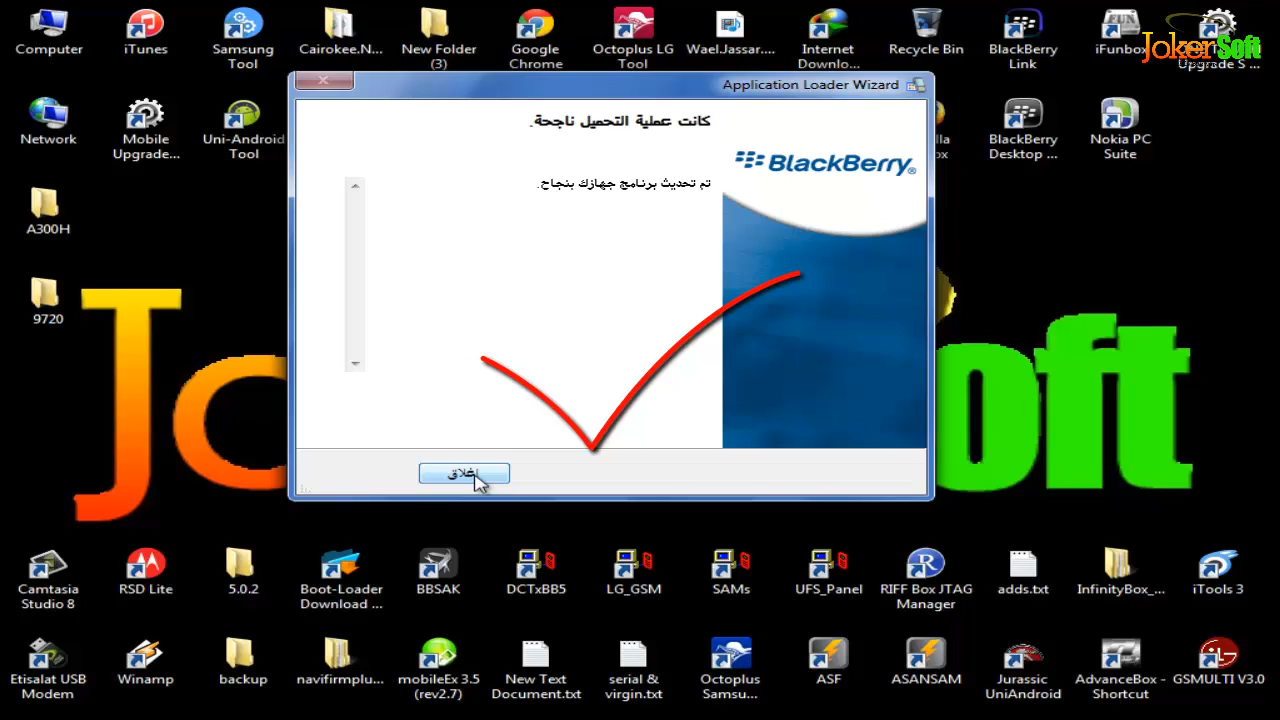 Computer
iTunes
Samsung
Tool
Cairokee.N...
New Folder
(3)
Google
Chrome
Octoplus LG
Tool
Wael.Jassar....
Internet
Downlo...
Recycle Bin
BlackBerry
Link
iFunbox
JokerSoft
Upgrade S ...
Network
Mobile
Upgrade...
Uni-Android
Tool
BlackBerry
Desktop ...
Nokia PC
Suite
A300H
9720
Application Loader Wizard
كانت عملية التحميل ناجحة.
BlackBerry®
تم تحديث برنامج جهازك بنجاح.
إغلاق
Camtasia
Studio 8
RSD Lite
5.0.2
Boot-Loader
Download ...
BBSAK
DCTxBB5
LG_GSM
SAMs
UFS_Panel
RIFF Box JTAG
Manager
adds.txt
InfinityBox_...
iTools 3
Etisalat USB
Modem
Winamp
backup
navifirmplu...
mobileEx 3.5
(rev2.7)
New Text
Document.txt
serial &
virgin.txt
Octoplus
Samsu...
ASF
ASANSAM
Jurassic
UniAndroid
AdvanceBox -
Shortcut
GSMULTI V3.0